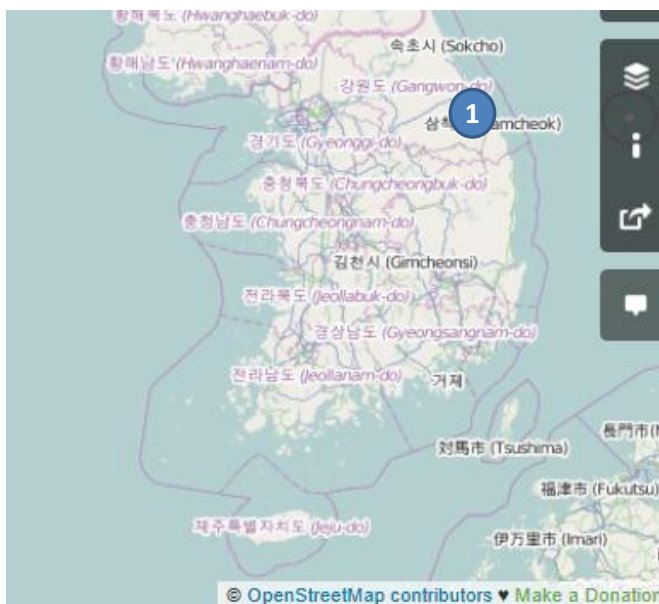 황해북도 (Hwanghaebuk-do)
속초시 (Sokcho)
황해남도 (Hwanghaenam-do)
강원도 (Gangwon-do)
1
삼척 amcheok)
경기도 (Gyeonggi-do)
충청북도 (Chungcheongbuk-do)
충청남도 (Chungcheongnam-do)
김천시 (Gimcheonsi)
전라북도 (Jeollabuk-do)
경상남도 (Gyeongsangnam-do)
전라남도 (Jeollanam-do)
거제
長門市(
対馬市 (Tsushima)
福津市 (Fukutsu)
제주특별자치도 (Jeju-do)
伊万里市 (Imari)
© OpenStreetMap contributors ♥ Make a Donation